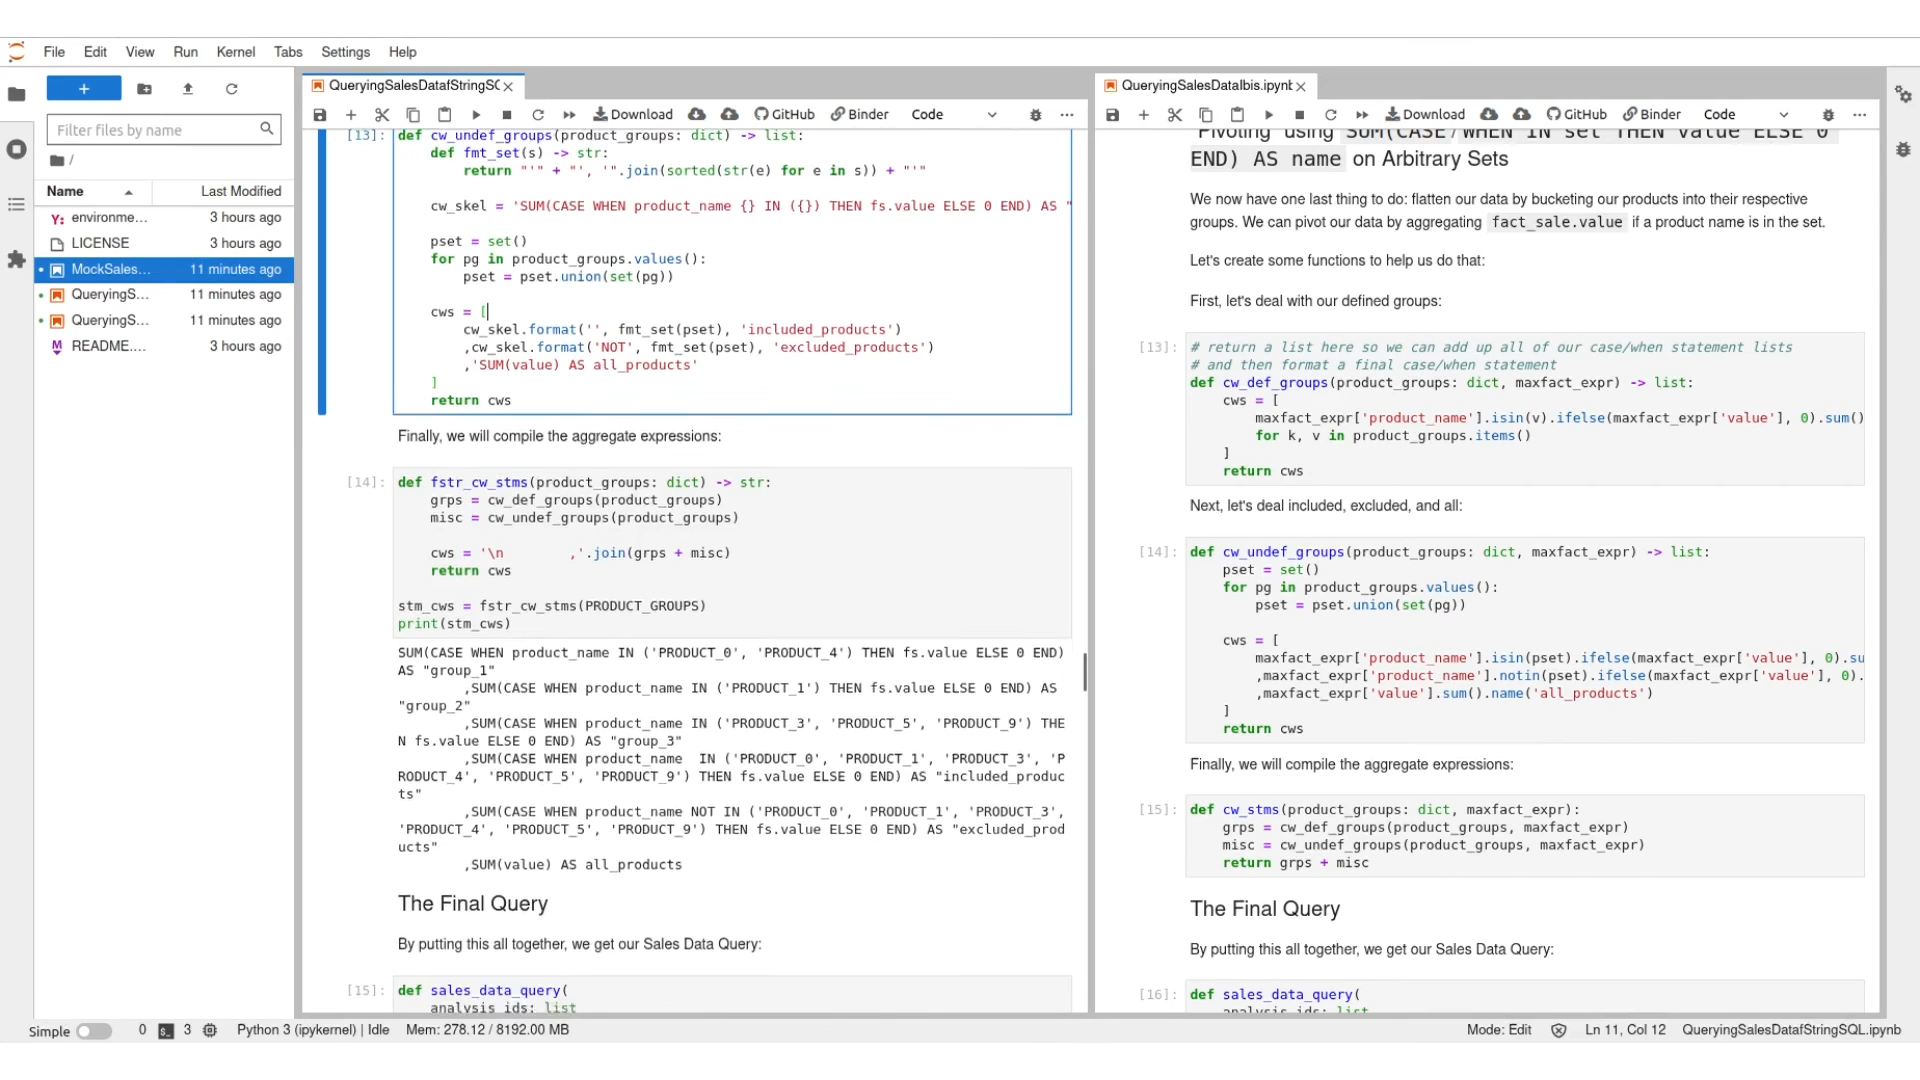 File Edit View Run Kernel Tabs Settings Help
+
Filter files by name
/
Name Last Modified
Y: environme... 3 hours ago
LICENSE 3 hours ago
MockSales... 11 minutes ago
QueryingS... 11 minutes ago
QueryingS... 11 minutes ago
README.... 3 hours ago
QueryingSalesDatafStringSQ
Download GitHub Binder Code
[13]: def cw_undef_groups(product_groups: dict) -> list:
def fmt_set(s) -> str:
return "'" + "', '".join(sorted(str(e) for e in s)) + "'"
cw_skel = 'SUM(CASE WHEN product_name {} IN ({}) THEN fs.value ELSE 0 END) AS "
pset = set()
for pg in product_groups.values():
pset = pset.union(set(pg))
cws = [
cw_skel.format('', fmt_set(pset), 'included_products')
,cw_skel.format('NOT', fmt_set(pset), 'excluded_products')
,'SUM(value) AS all_products'
]
return cws
Finally, we will compile the aggregate expressions:
[14]: def fstr_cw_stms(product_groups: dict) -> str:
grps = cw_def_groups(product_groups)
misc = cw_undef_groups(product_groups)
cws = '\n        ,'.join(grps + misc)
return cws
stm_cws = fstr_cw_stms(PRODUCT_GROUPS)
print(stm_cws)
SUM(CASE WHEN product_name IN ('PRODUCT_0', 'PRODUCT_4') THEN fs.value ELSE 0 END)
AS "group_1"
,SUM(CASE WHEN product_name IN ('PRODUCT_1') THEN fs.value ELSE 0 END) AS
"group_2"
,SUM(CASE WHEN product_name IN ('PRODUCT_3', 'PRODUCT_5', 'PRODUCT_9') THE
N fs.value ELSE 0 END) AS "group_3"
,SUM(CASE WHEN product_name  IN ('PRODUCT_0', 'PRODUCT_1', 'PRODUCT_3', 'P
RODUCT_4', 'PRODUCT_5', 'PRODUCT_9') THEN fs.value ELSE 0 END) AS "included_produc
ts"
,SUM(CASE WHEN product_name NOT IN ('PRODUCT_0', 'PRODUCT_1', 'PRODUCT_3',
'PRODUCT_4', 'PRODUCT_5', 'PRODUCT_9') THEN fs.value ELSE 0 END) AS "excluded_prod
ucts"
,SUM(value) AS all_products
The Final Query
By putting this all together, we get our Sales Data Query:
[15]: def sales_data_query(
analysis_ids: list
QueryingSalesDataIbis.ipynb
Download GitHub Binder Code
Pivoting using SUM(CASE/WHEN IN set THEN value ELSE 0
END) AS name on Arbitrary Sets
We now have one last thing to do: flatten our data by bucketing our products into their respective
groups. We can pivot our data by aggregating fact_sale.value if a product name is in the set.
Let's create some functions to help us do that:
First, let's deal with our defined groups:
[13]: # return a list here so we can add up all of our case/when statement lists
# and then format a final case/when statement
def cw_def_groups(product_groups: dict, maxfact_expr) -> list:
cws = [
maxfact_expr['product_name'].isin(v).ifelse(maxfact_expr['value'], 0).sum()
for k, v in product_groups.items()
]
return cws
Next, let's deal included, excluded, and all:
[14]: def cw_undef_groups(product_groups: dict, maxfact_expr) -> list:
pset = set()
for pg in product_groups.values():
pset = pset.union(set(pg))
cws = [
maxfact_expr['product_name'].isin(pset).ifelse(maxfact_expr['value'], 0).su
,maxfact_expr['product_name'].notin(pset).ifelse(maxfact_expr['value'], 0).
,maxfact_expr['value'].sum().name('all_products')
]
return cws
Finally, we will compile the aggregate expressions:
[15]: def cw_stms(product_groups: dict, maxfact_expr):
grps = cw_def_groups(product_groups, maxfact_expr)
misc = cw_undef_groups(product_groups, maxfact_expr)
return grps + misc
The Final Query
By putting this all together, we get our Sales Data Query:
[16]: def sales_data_query(
analysis_ids: list
Simple 0 3 Python 3 (ipykernel) | Idle Mem: 278.12 / 8192.00 MB Mode: Edit Ln 11, Col 12 QueryingSalesDatafStringSQL.ipynb